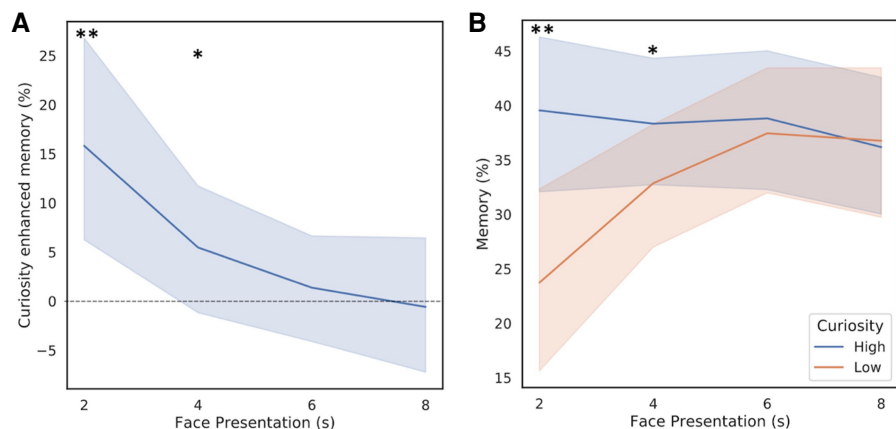 A
**
*
25
20
15
10
5
0
−5
2
4
6
8
Curiosity enhanced memory (%)
Face Presentation (s)
B
**
*
45
40
35
30
25
20
15
2
4
6
8
Memory (%)
Face Presentation (s)
Curiosity
High
Low